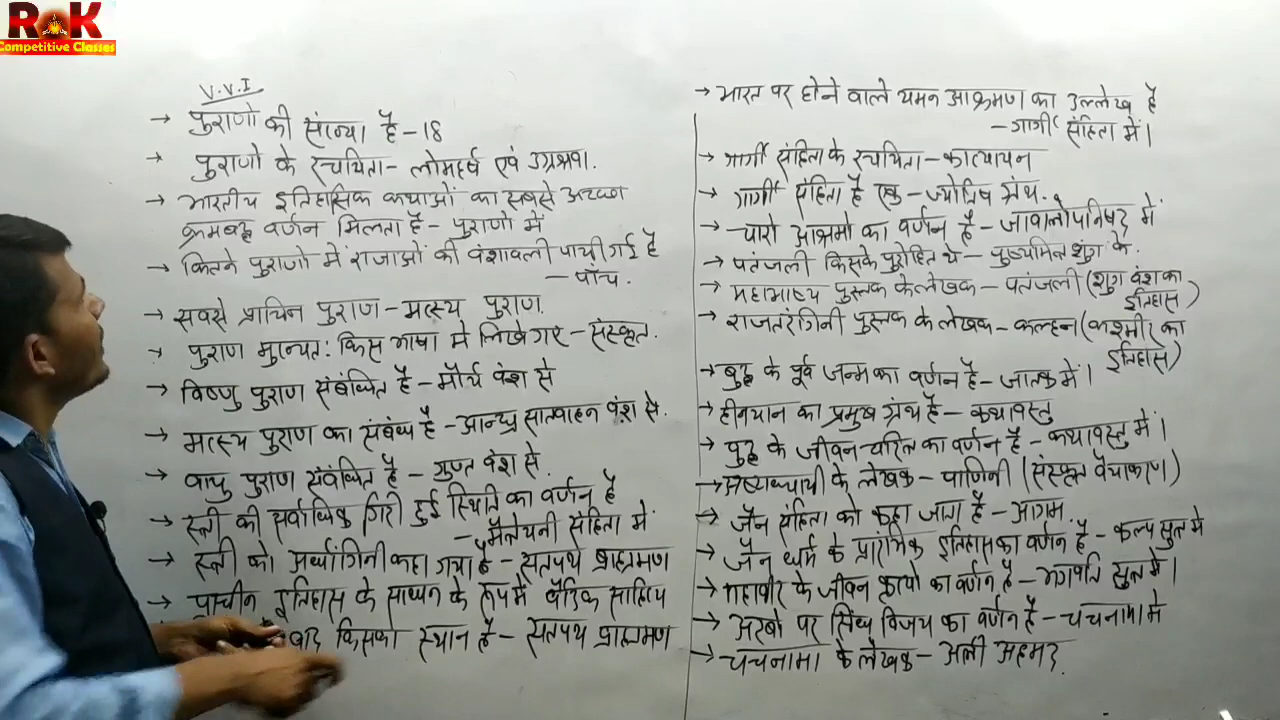 RK
Competitive Classes
V.V.I
→ पुराणो की संख्या है - 18
→ पुराणो के रचयिता - लोमहर्ष एवं उग्रश्रवा.
→ भारतीय इतिहासिक कथाओं का सबसे अच्छा
क्रमबद्ध वर्णन मिलता है - पुराणो में
→ कितने पुराणो में राजाओं की वंशावली पायी गई है
- पाँच.
→ सबसे प्राचिन पुराण - मत्स्य पुराण.
→ पुराण मुख्यत: किस भाषा मे लिखे गए - संस्कृत.
→ विष्णु पुराण संबंधित है - मौर्य वंश से
→ मत्स्य पुराण का संबंध है - आन्ध्र सातवाहन वंश से.
→ वायु पुराण संबंधित है - गुप्त वंश से.
→ स्त्री की सर्वाधिक गिरी हुई स्थिति का वर्णन है
- मैत्रेयनी संहिता में
→ स्त्री को अर्धांगिनी कहा गया है - सतपथ ब्राह्मण
→ प्राचीन इतिहास के साधन के रूप में वैदिक साहित्य
बाद किसका स्थान है - सतपथ ब्राह्मण
→ भारत पर होने वाले यमन आक्रमण का उल्लेख है
- गार्गी संहिता में।
→ गार्गी संहिता के रचयिता - कात्यायन
→ गार्गी संहिता है एक - ज्योतिष ग्रंथ.
→ चारो आश्रमो का वर्णन है - जावालोपनिषद में
→ पतंजली किसके पुरोहित थे - पुष्यमित्र शुंग के.
→ महाभाष्य पुस्तक के लेखक - पतंजली (शुंग वंश का
इतिहास)
→ राजतरंगिनी पुस्तक के लेखक - कल्हन (कश्मीर का
इतिहास)
→ बुद्ध के पूर्व जन्म का वर्णन है - जातक में।
→ हीनयान का प्रमुख ग्रंथ है - कथावस्तु
→ बुद्ध के जीवन-चरित का वर्णन है - कथावस्तु में।
→ अष्टाध्यायी के लेखक - पाणिनी (संस्कृत वैयाकरण)
→ जैन संहिता को कहा जाता है - आगम.
→ जैन धर्म के प्रारंभिक इतिहास का वर्णन है - कल्प सुत्र मे
→ महावीर के जीवन कृत्यो का वर्णन है - भगवति सुत्र में।
→ अरबो पर सिंध विजय का वर्णन है - चचनामा मे
→ चचनामा के लेखक - अली अहमद.